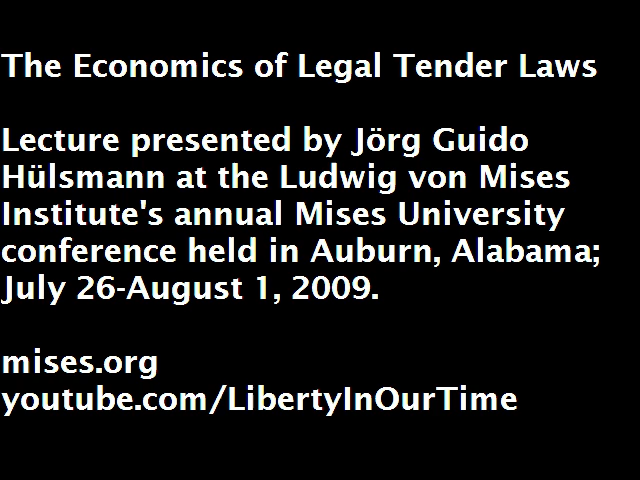 The Economics of Legal Tender Laws
Lecture presented by Jörg Guido
Hülsmann at the Ludwig von Mises
Institute's annual Mises University
conference held in Auburn, Alabama;
July 26-August 1, 2009.
mises.org
youtube.com/LibertyInOurTime